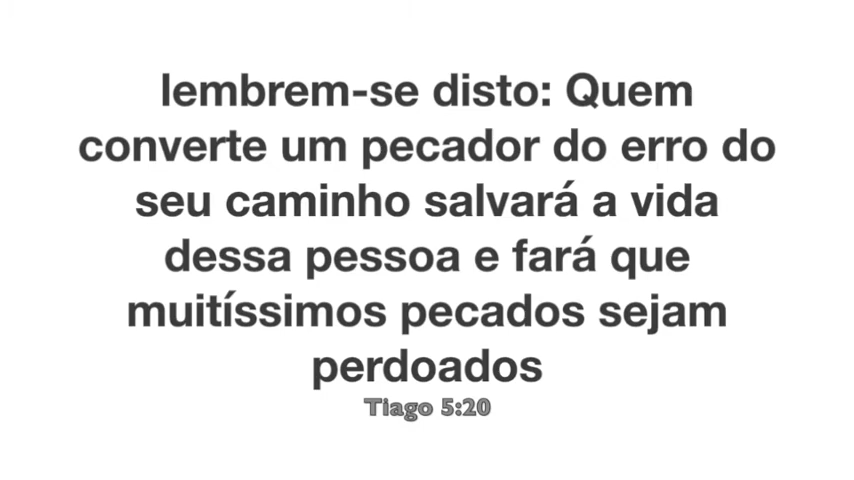 lembrem-se disto: Quem
converte um pecador do erro do
seu caminho salvará a vida
dessa pessoa e fará que
muitíssimos pecados sejam
perdoados
Tiago 5:20